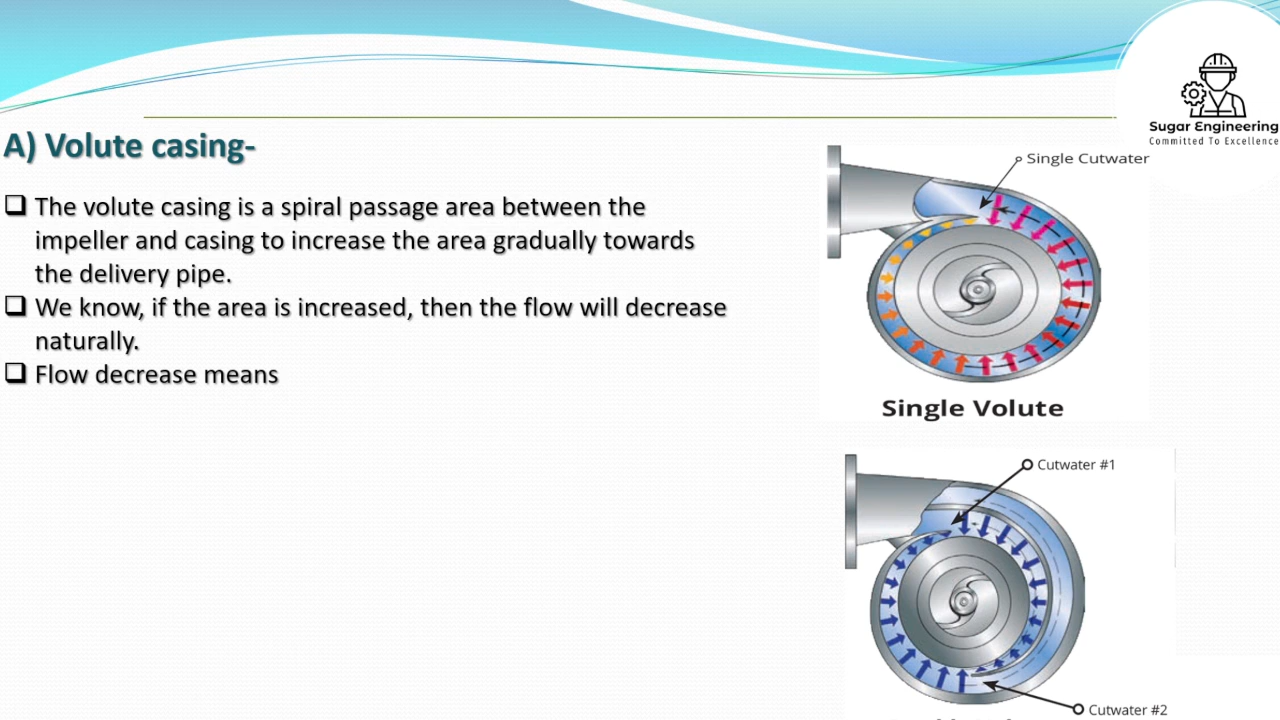 Sugar Engineering
Committed To Excellence
A) Volute casing-
The volute casing is a spiral passage area between the
impeller and casing to increase the area gradually towards
the delivery pipe.
We know, if the area is increased, then the flow will decrease
naturally.
Flow decrease means
Single Cutwater
Single Volute
Cutwater #1
Cutwater #2